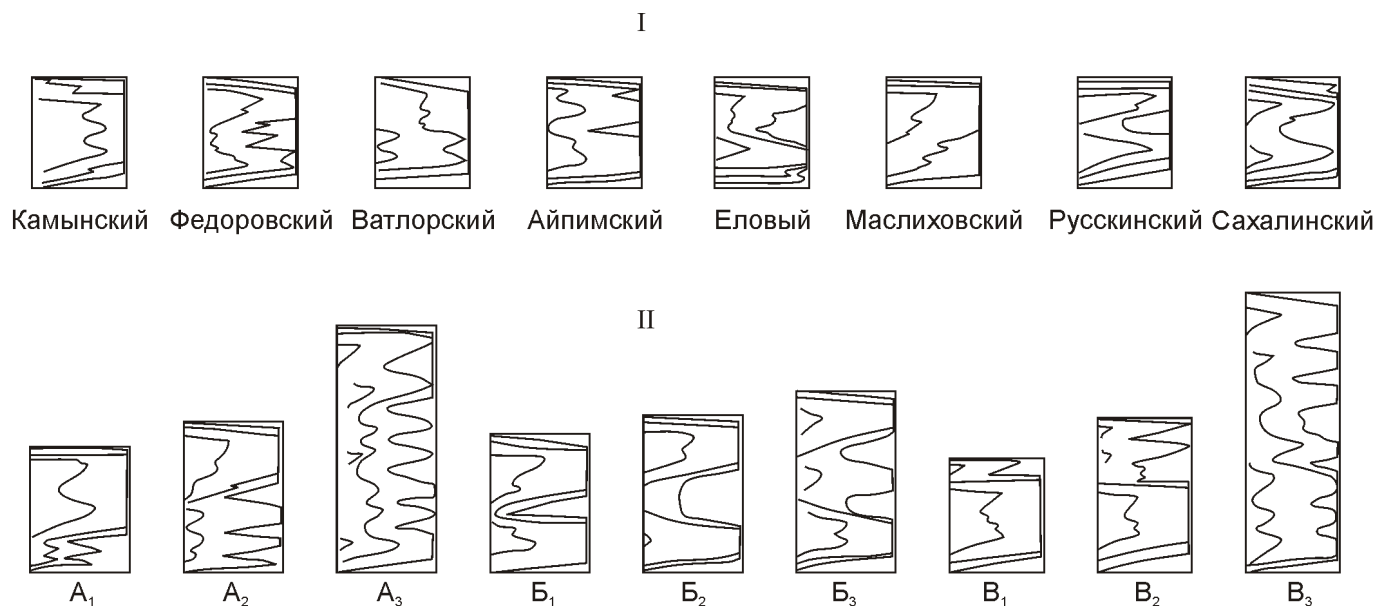 I
Камынский Федоровский Ватлорский Айпимский Еловый Маслиховский Русскинский Сахалинский
II
А₁ А₂ А₃ Б₁ Б₂ Б₃ В₁ В₂ В₃